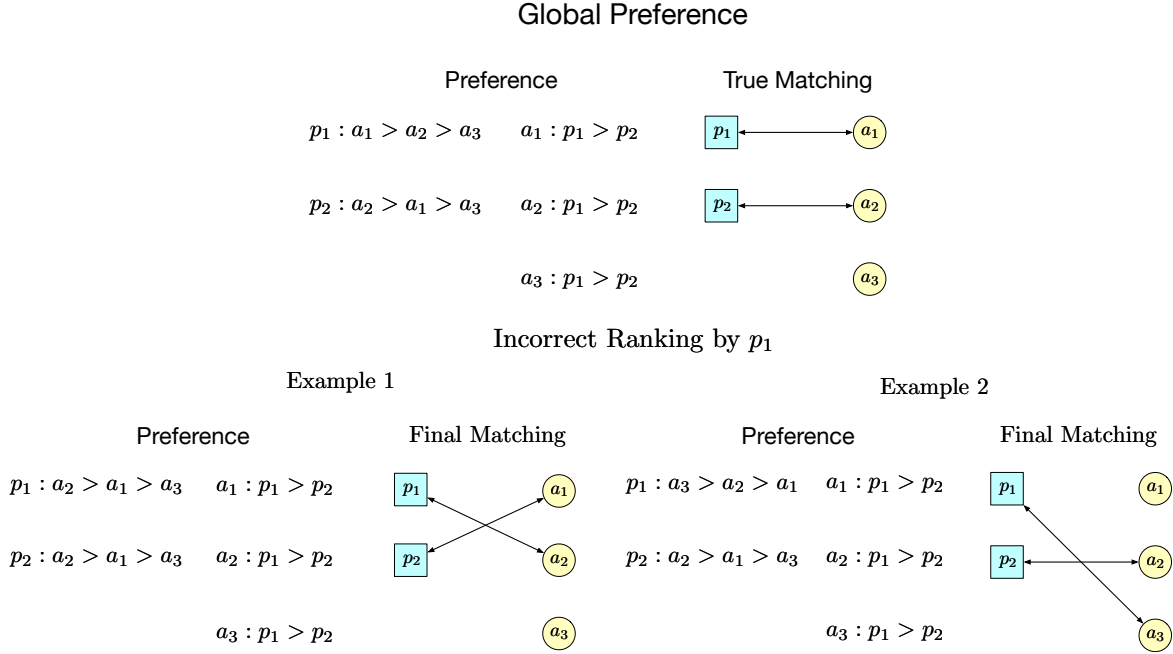 Global Preference
Preference True Matching
p₁ : a₁ > a₂ > a₃ a₁ : p₁ > p₂ p₁ a₁
p₂ : a₂ > a₁ > a₃ a₂ : p₁ > p₂ p₂ a₂
a₃ : p₁ > p₂ a₃
Incorrect Ranking by p₁
Example 1
Preference Final Matching
p₁ : a₂ > a₁ > a₃ a₁ : p₁ > p₂ p₁ a₁
p₂ : a₂ > a₁ > a₃ a₂ : p₁ > p₂ p₂ a₂
a₃ : p₁ > p₂ a₃
Example 2
Preference Final Matching
p₁ : a₃ > a₂ > a₁ a₁ : p₁ > p₂ p₁ a₁
p₂ : a₂ > a₁ > a₃ a₂ : p₁ > p₂ p₂ a₂
a₃ : p₁ > p₂ a₃